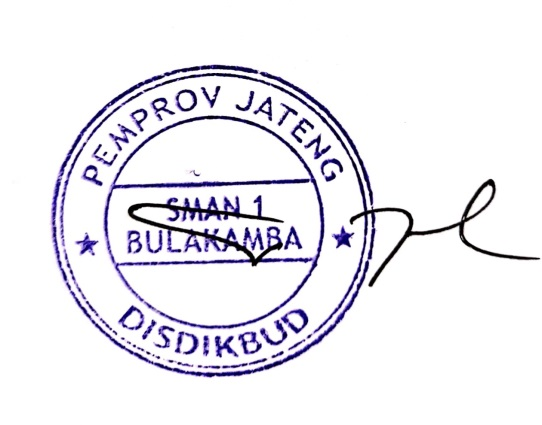 PEMPROV JATENG
SMAN 1
BULAKAMBA
DISDIKBUD